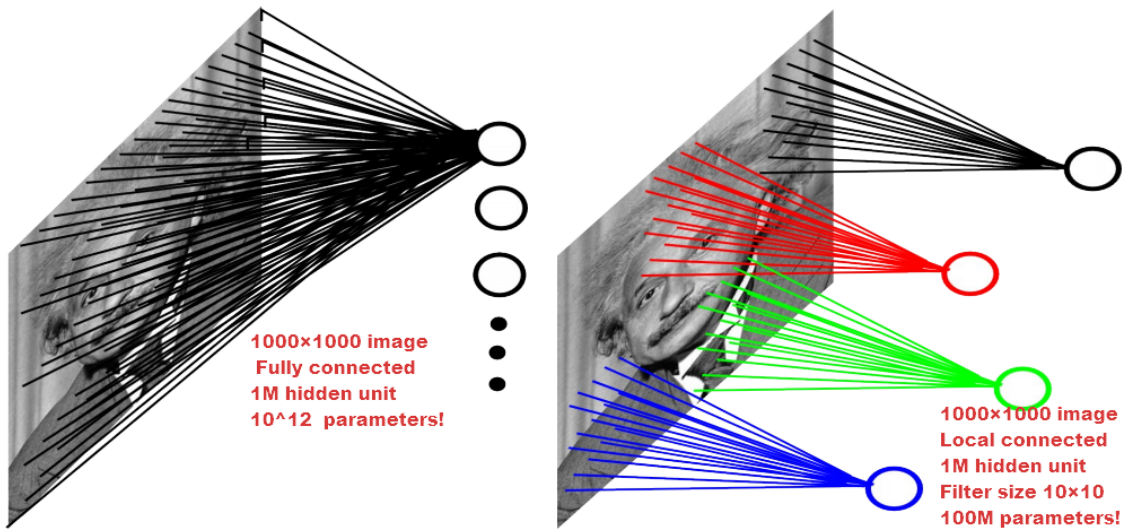 1000×1000 image
Fully connected
1M hidden unit
10^12 parameters!
1000×1000 image
Local connected
1M hidden unit
Filter size 10×10
100M parameters!